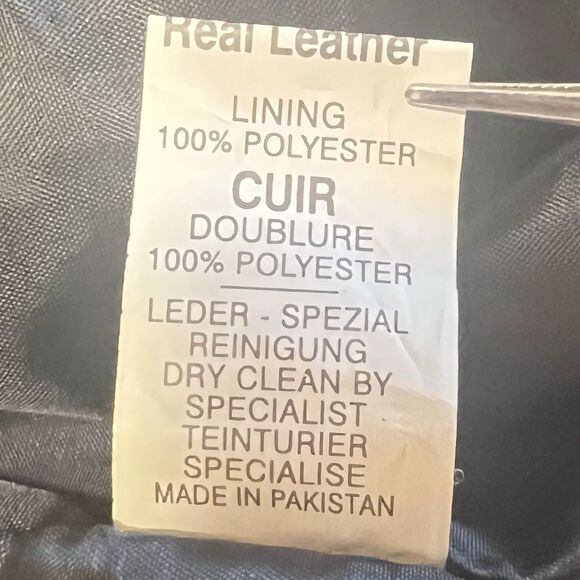 Real Leather
LINING
100% POLYESTER
CUIR
DOUBLURE
100% POLYESTER
LEDER - SPEZIAL
REINIGUNG
DRY CLEAN BY
SPECIALIST
TEINTURIER
SPECIALISE
MADE IN PAKISTAN